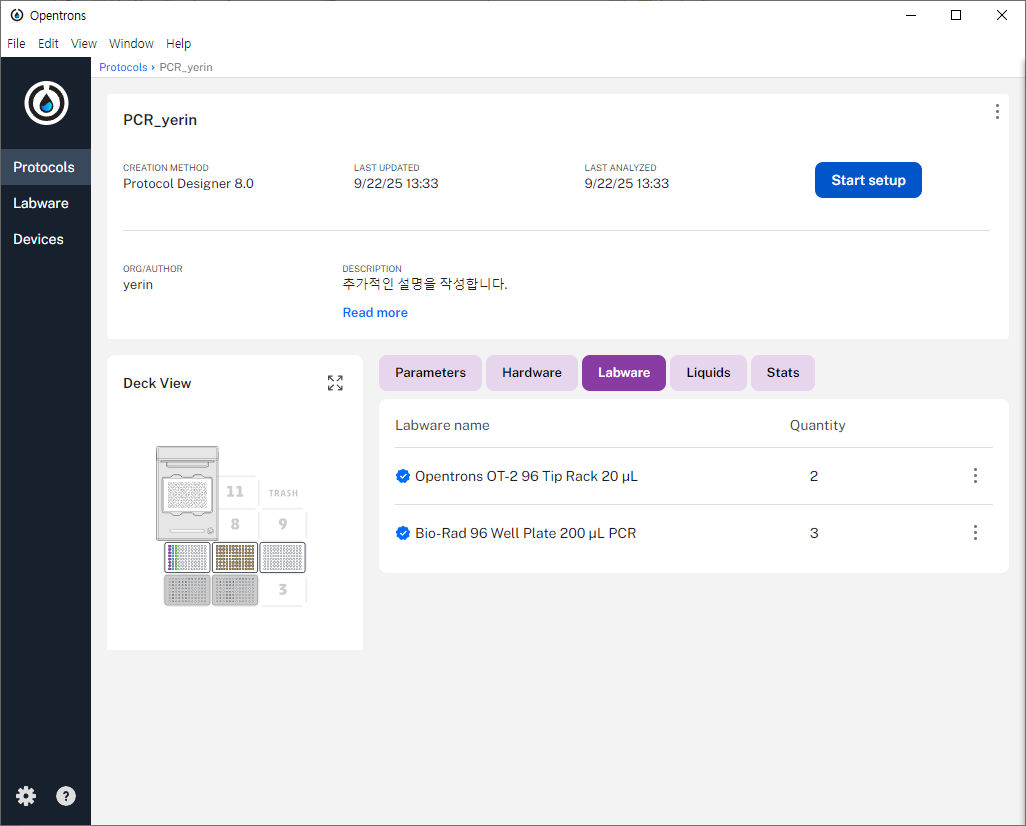 Opentrons
File Edit View Window Help
Protocols › PCR_yerin
PCR_yerin
Protocols
Labware
Devices
CREATION METHOD LAST UPDATED LAST ANALYZED
Protocol Designer 8.0 9/22/25 13:33 9/22/25 13:33
Start setup
ORG/AUTHOR DESCRIPTION
yerin 추가적인 설명을 작성합니다.
Read more
Deck View
Parameters Hardware Labware Liquids Stats
Labware name Quantity
Opentrons OT-2 96 Tip Rack 20 µL 2
Bio-Rad 96 Well Plate 200 µL PCR 3
11 TRASH
8 9
3
?